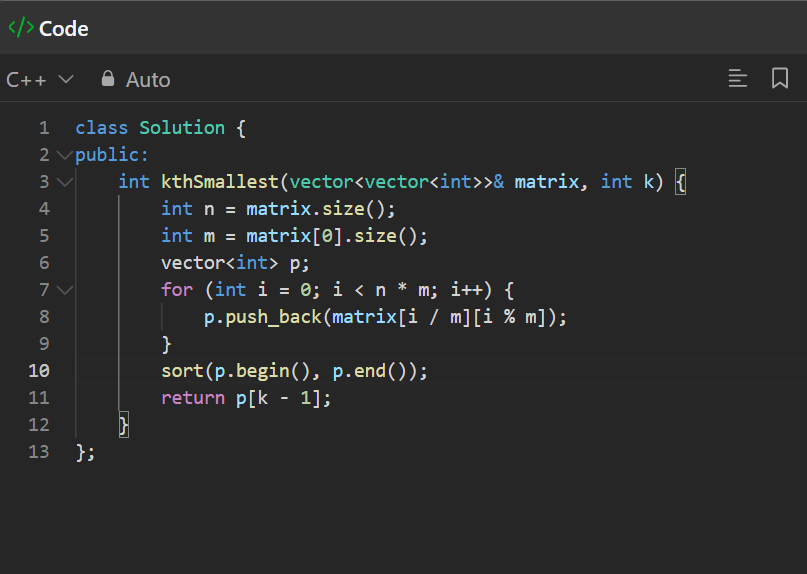 </> Code
C++ Auto
1 class Solution {
2 public:
3     int kthSmallest(vector<vector<int>>& matrix, int k) {
4         int n = matrix.size();
5         int m = matrix[0].size();
6         vector<int> p;
7         for (int i = 0; i < n * m; i++) {
8             p.push_back(matrix[i / m][i % m]);
9         }
10         sort(p.begin(), p.end());
11         return p[k - 1];
12     }
13 };